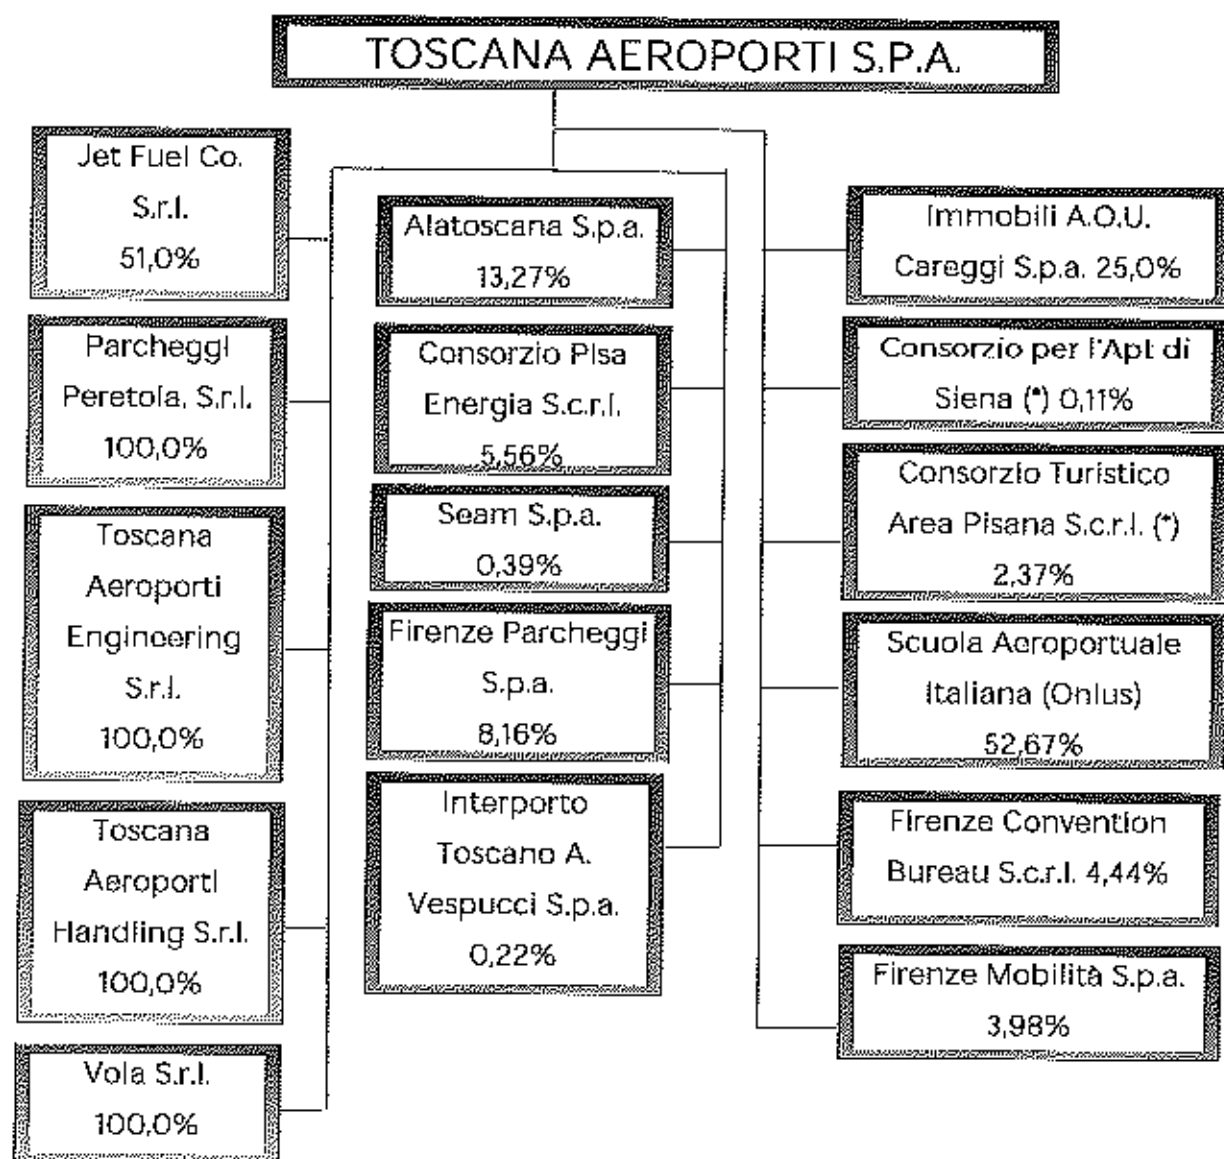 TOSCANA AEROPORTI S.P.A.
Jet Fuel Co.
S.r.l.
51,0%
Parcheggi
Peretola. S.r.l.
100,0%
Toscana
Aeroporti
Engineering
S.r.l.
100,0%
Toscana
Aeroporti
Handling S.r.l.
100,0%
Vola S.r.l.
100,0%
Alatoscana S.p.a.
13,27%
Consorzio Pisa
Energia S.c.r.l.
5,56%
Seam S.p.a.
0,39%
Firenze Parcheggi
S.p.a.
8,16%
Interporto
Toscano A.
Vespucci S.p.a.
0,22%
Immobili A.O.U.
Careggi S.p.a. 25,0%
Consorzio per l'Apt di
Siena (*) 0,11%
Consorzio Turistico
Area Pisana S.c.r.l. (*)
2,37%
Scuola Aeroportuale
Italiana (Onlus)
52,67%
Firenze Convention
Bureau S.c.r.l. 4,44%
Firenze Mobilità S.p.a.
3,98%